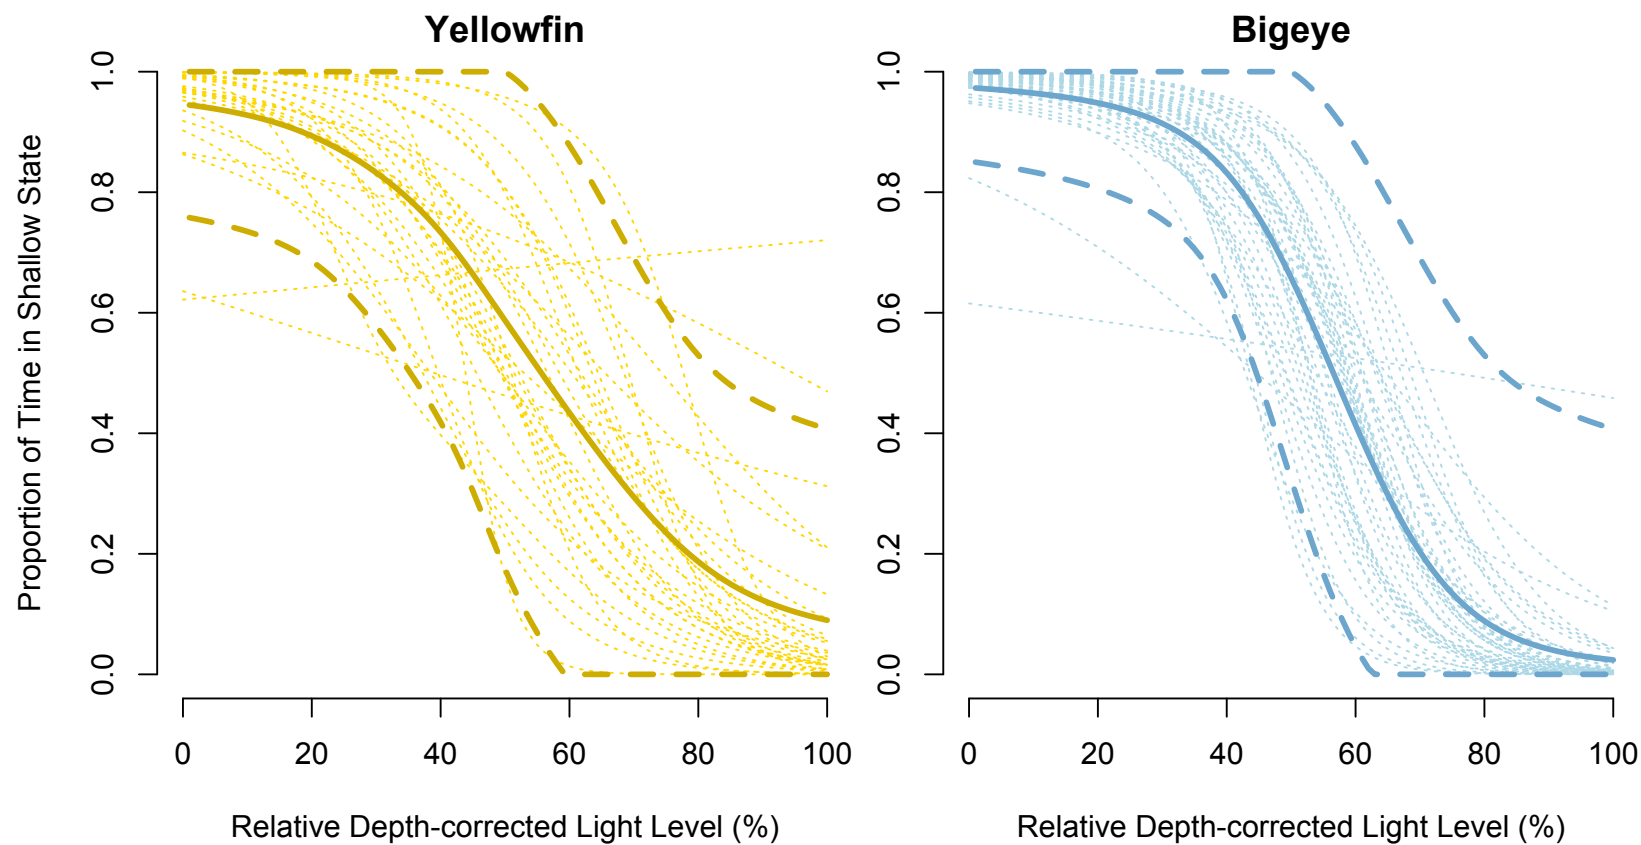 Yellowfin
Bigeye
Proportion of Time in Shallow State
1.0
0.8
0.6
0.4
0.2
0.0
0 20 40 60 80 100
Relative Depth-corrected Light Level (%)
1.0
0.8
0.6
0.4
0.2
0.0
0 20 40 60 80 100
Relative Depth-corrected Light Level (%)